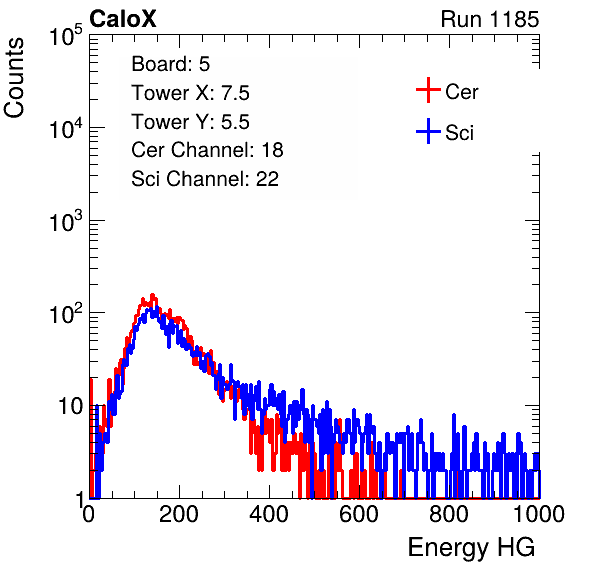 CaloX
Run 1185
Counts
10^5
10^4
10^3
10^2
10
1
Board: 5
Tower X: 7.5
Tower Y: 5.5
Cer Channel: 18
Sci Channel: 22
Cer
Sci
0 200 400 600 800 1000
Energy HG